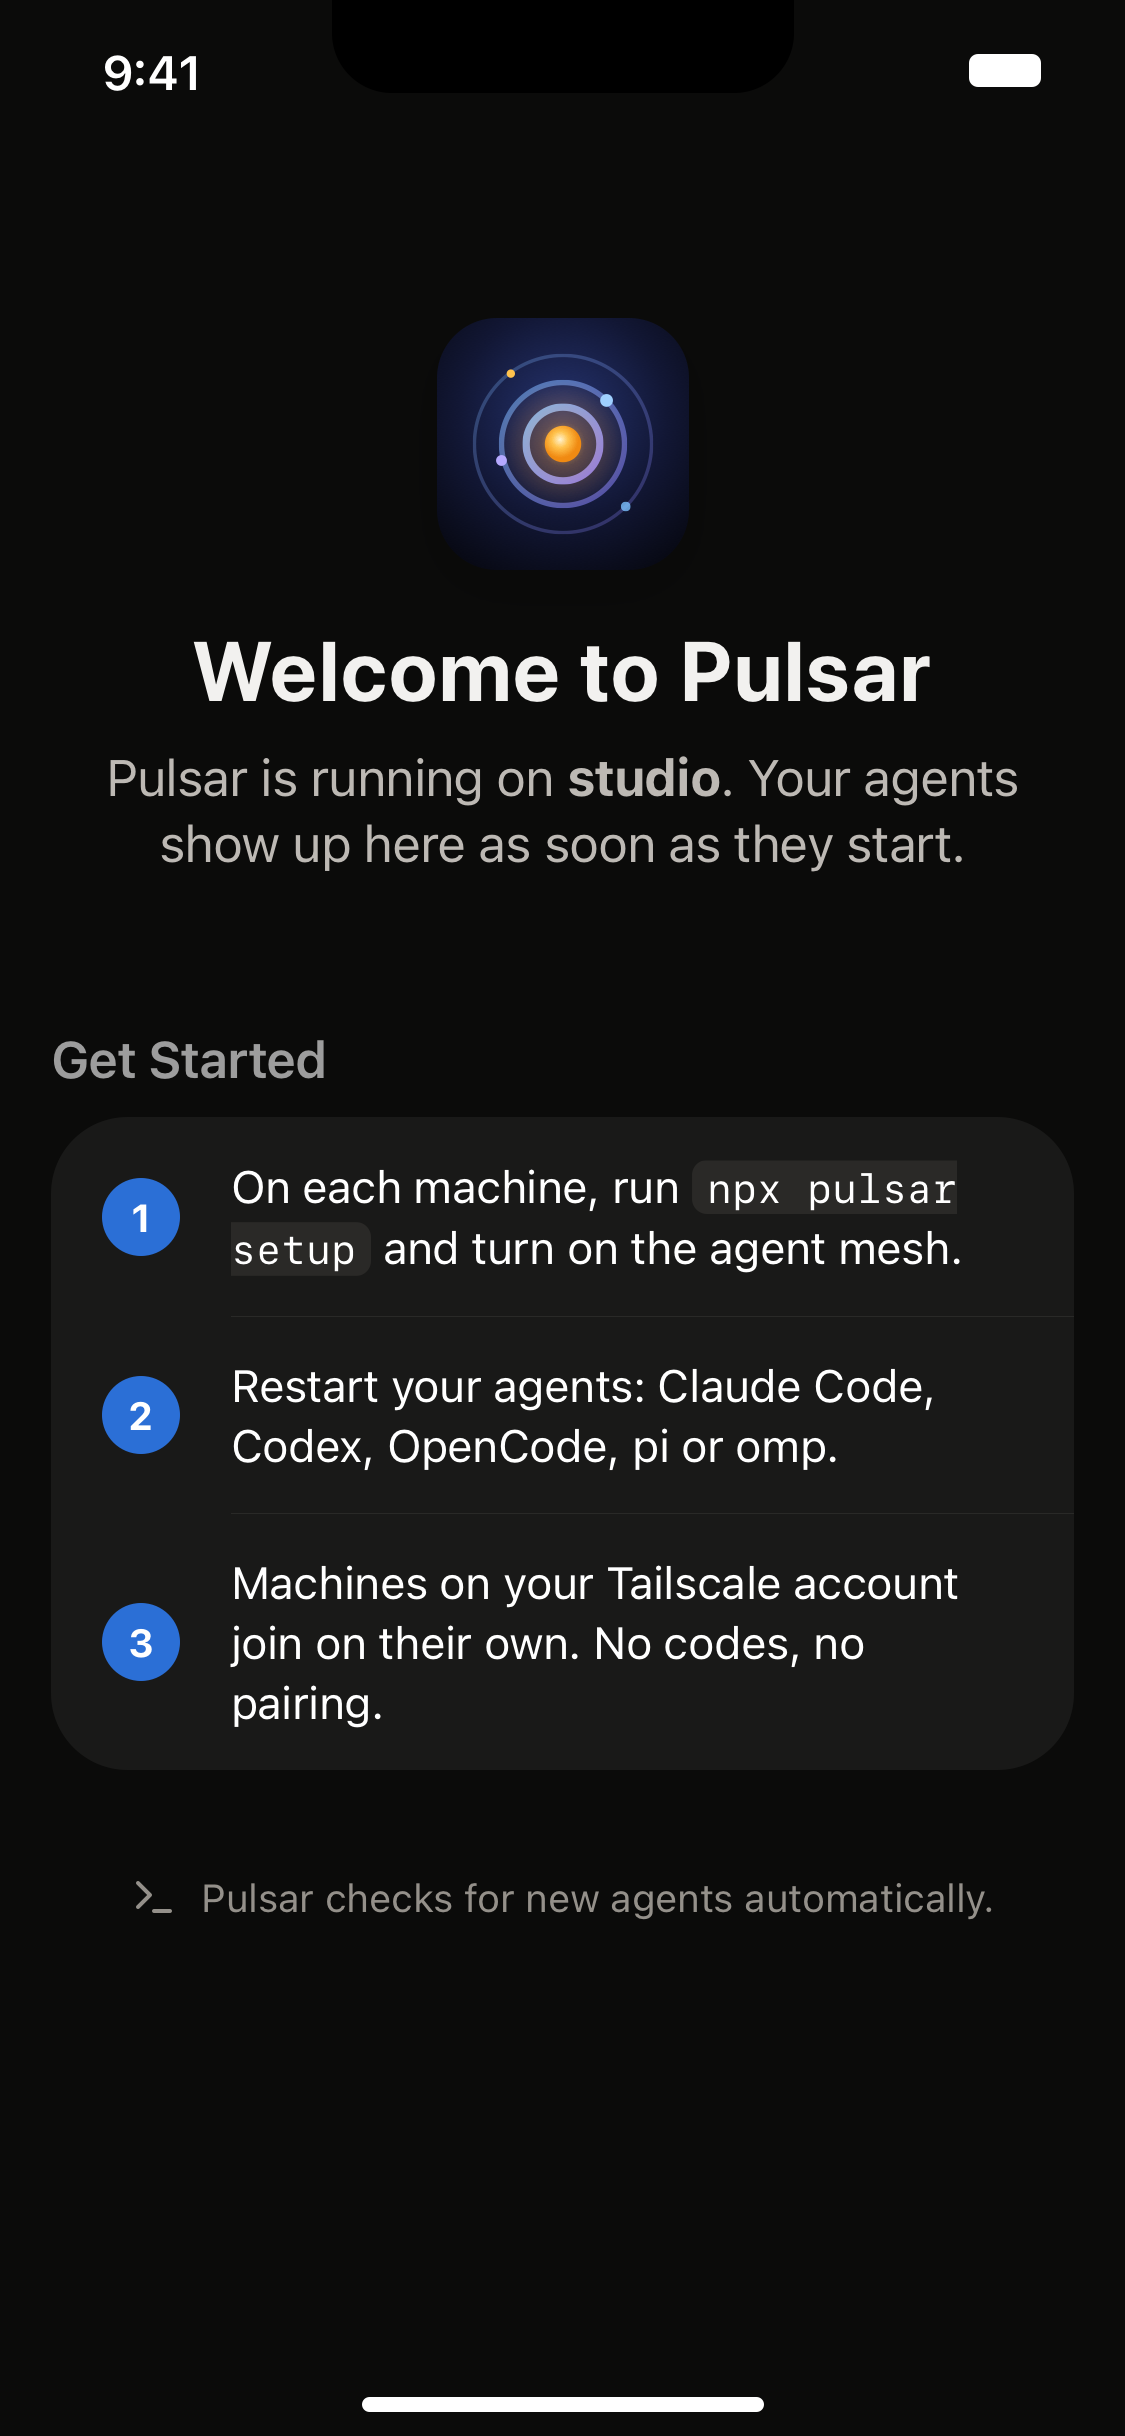 9:41
Welcome to Pulsar
Pulsar is running on studio. Your agents
show up here as soon as they start.
Get Started
1
On each machine, run npx pulsar
setup and turn on the agent mesh.
2
Restart your agents: Claude Code,
Codex, OpenCode, pi or omp.
3
Machines on your Tailscale account
join on their own. No codes, no
pairing.
Pulsar checks for new agents automatically.